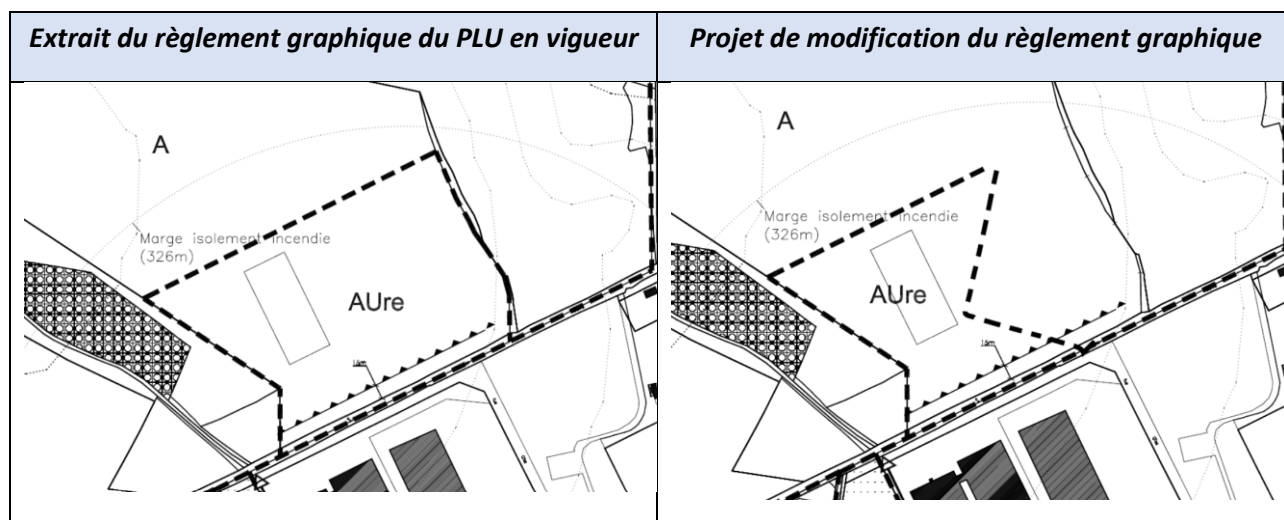 Extrait du règlement graphique du PLU en vigueur
Projet de modification du règlement graphique
A
Marge isolement incendie
(326m)
AUre
15m
A
Marge isolement incendie
(326m)
AUre
15m